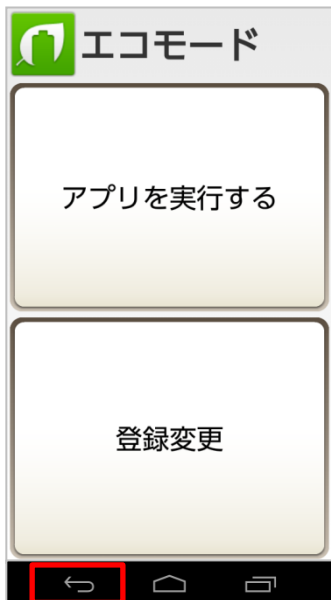 エコモード
アプリを実行する
登録変更